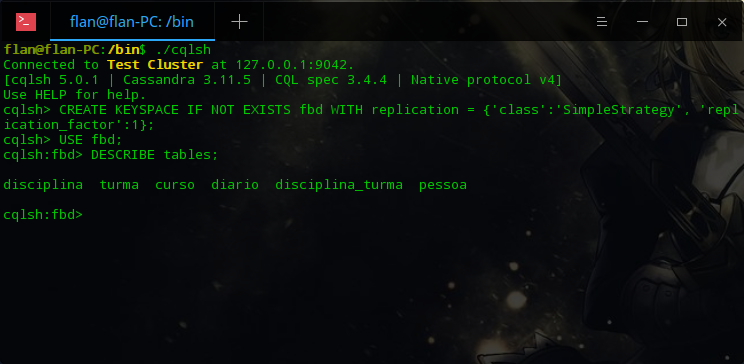 flan@flan-PC: /bin
flan@flan-PC:/bin$ ./cqlsh
Connected to Test Cluster at 127.0.0.1:9042.
[cqlsh 5.0.1 | Cassandra 3.11.5 | CQL spec 3.4.4 | Native protocol v4]
Use HELP for help.
cqlsh> CREATE KEYSPACE IF NOT EXISTS fbd WITH replication = {'class':'SimpleStrategy', 'repl
ication_factor':1};
cqlsh> USE fbd;
cqlsh:fbd> DESCRIBE tables;
disciplina  turma  curso  diario  disciplina_turma  pessoa
cqlsh:fbd>